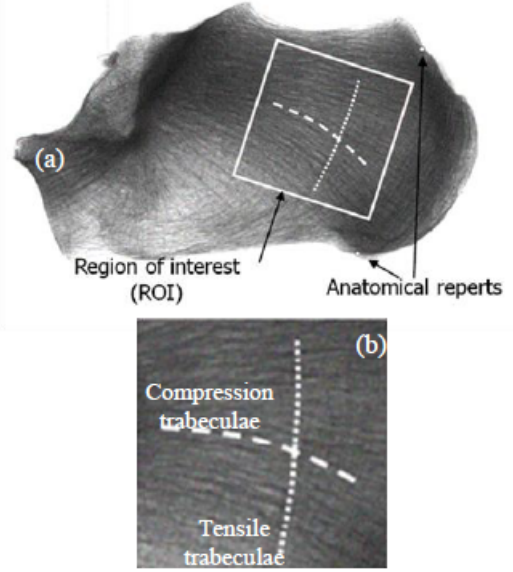 (a)
Region of interest
(ROI)
Anatomical reperts
(b)
Compression
trabeculae
Tensile
trabeculae